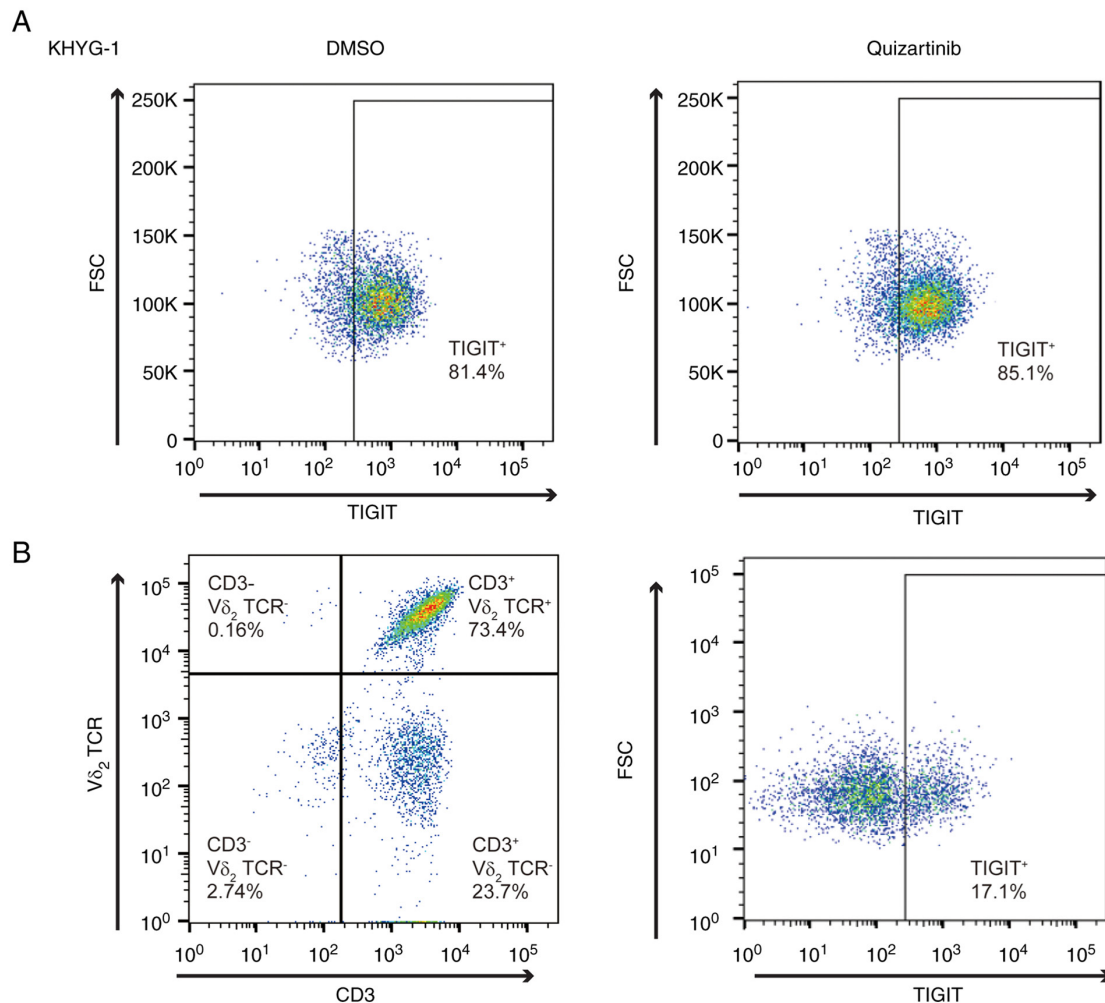 A
KHYG-1
DMSO
Quizartinib
250K
200K
150K
100K
50K
0
FSC
TIGIT⁺
81.4%
10⁰ 10¹ 10² 10³ 10⁴ 10⁵
TIGIT
250K
200K
150K
100K
50K
0
FSC
TIGIT⁺
85.1%
10⁰ 10¹ 10² 10³ 10⁴ 10⁵
TIGIT
B
10⁵
10⁴
10³
10²
10¹
10⁰
Vδ₂ TCR
CD3-
Vδ₂ TCR⁻
0.16%
CD3⁺
Vδ₂ TCR⁺
73.4%
CD3⁻
Vδ₂ TCR⁻
2.74%
CD3⁺
Vδ₂ TCR⁻
23.7%
10⁰ 10¹ 10² 10³ 10⁴ 10⁵
CD3
10⁵
10⁴
10³
10²
10¹
10⁰
FSC
TIGIT⁺
17.1%
10⁰ 10¹ 10² 10³ 10⁴ 10⁵
TIGIT